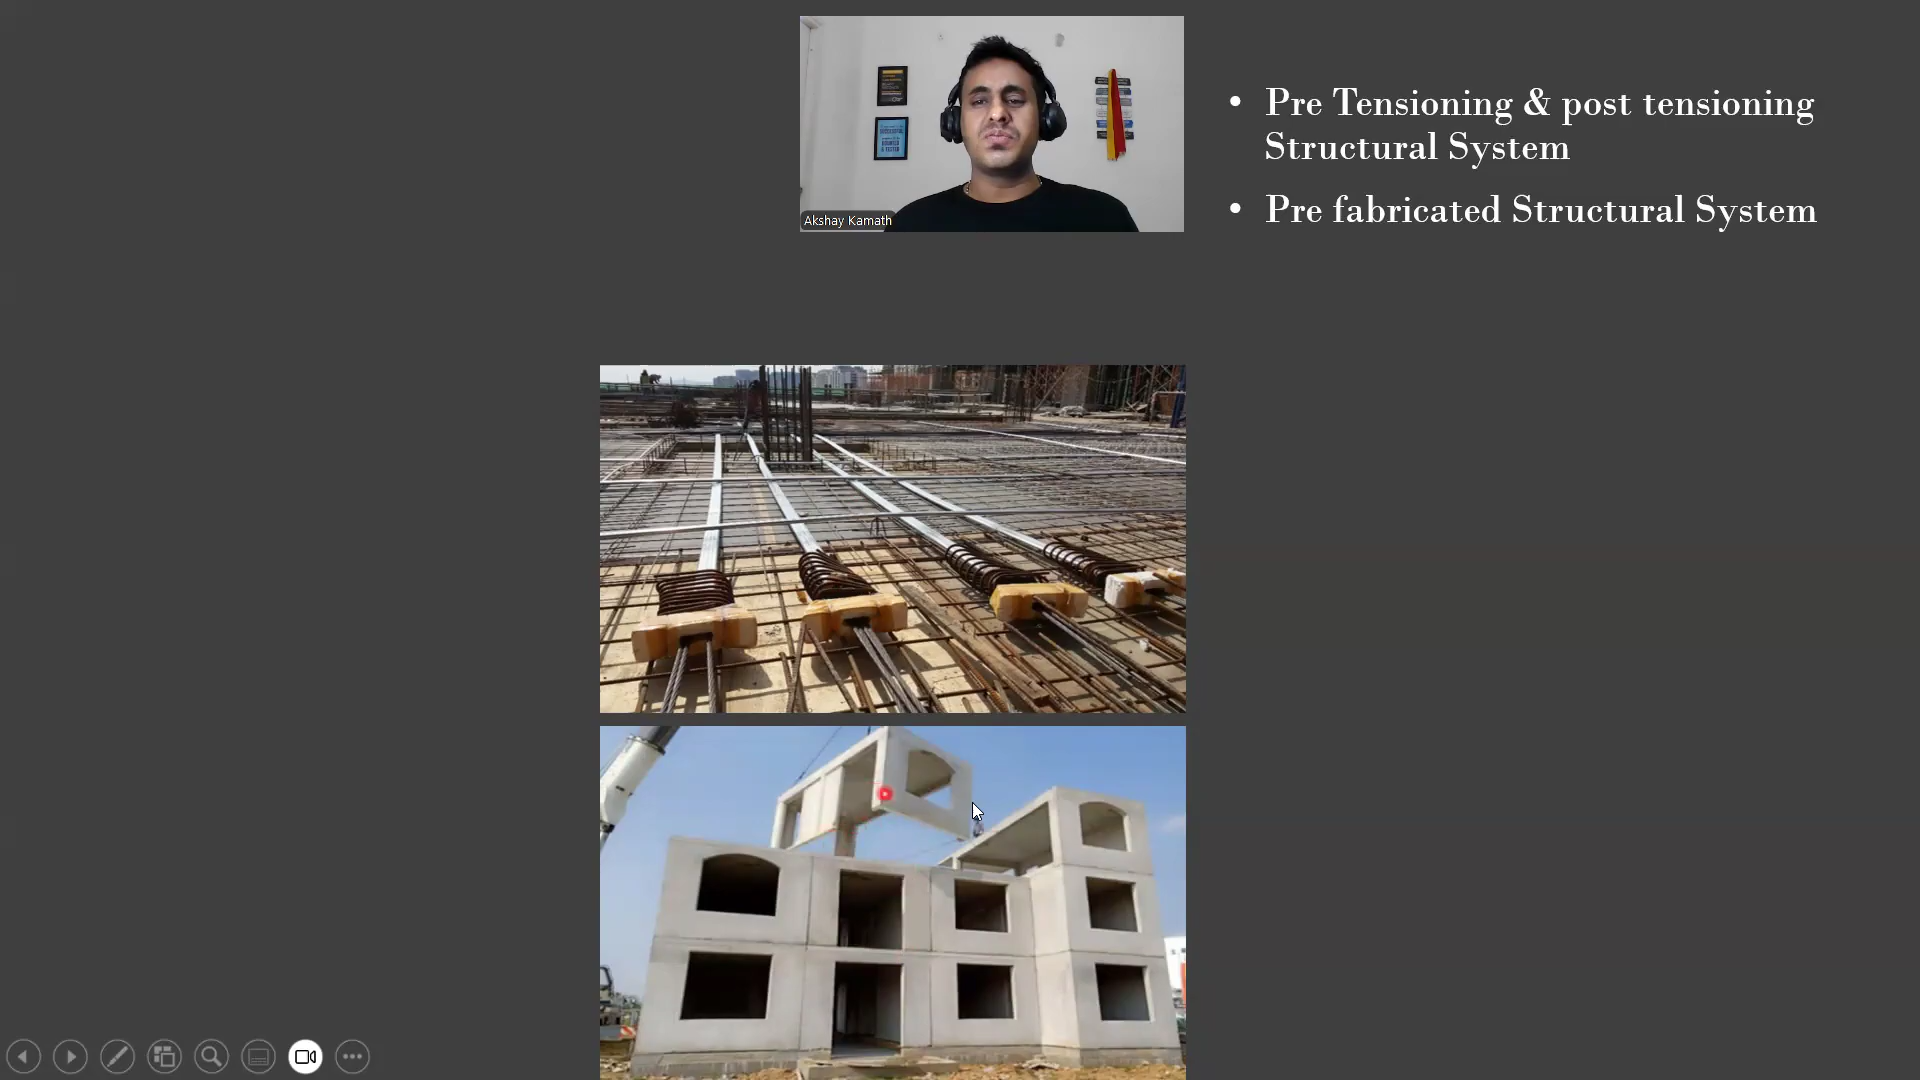 • Pre Tensioning & post tensioning
Structural System
• Pre fabricated Structural System
Akshay Kamath